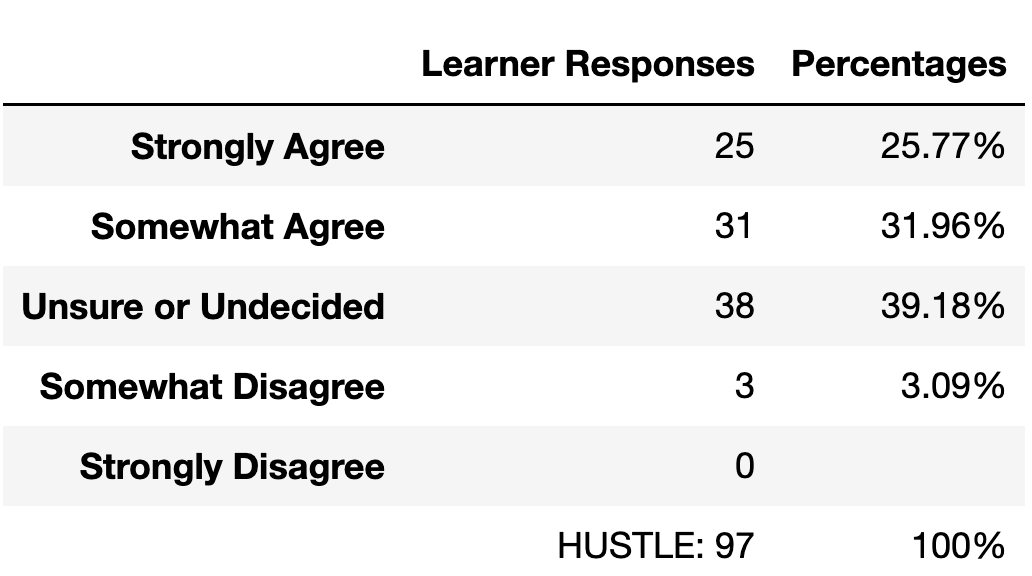 Learner Responses Percentages
Strongly Agree 25 25.77%
Somewhat Agree 31 31.96%
Unsure or Undecided 38 39.18%
Somewhat Disagree 3 3.09%
Strongly Disagree 0
HUSTLE: 97 100%